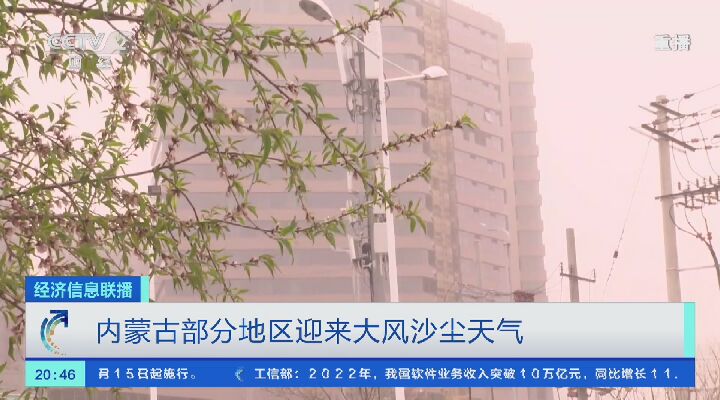 CCTV 2
财经
重播
经济信息联播
内蒙古部分地区迎来大风沙尘天气
20:46 月15日起施行。 工信部：2022年，我国软件业务收入突破10万亿元，同比增长11.